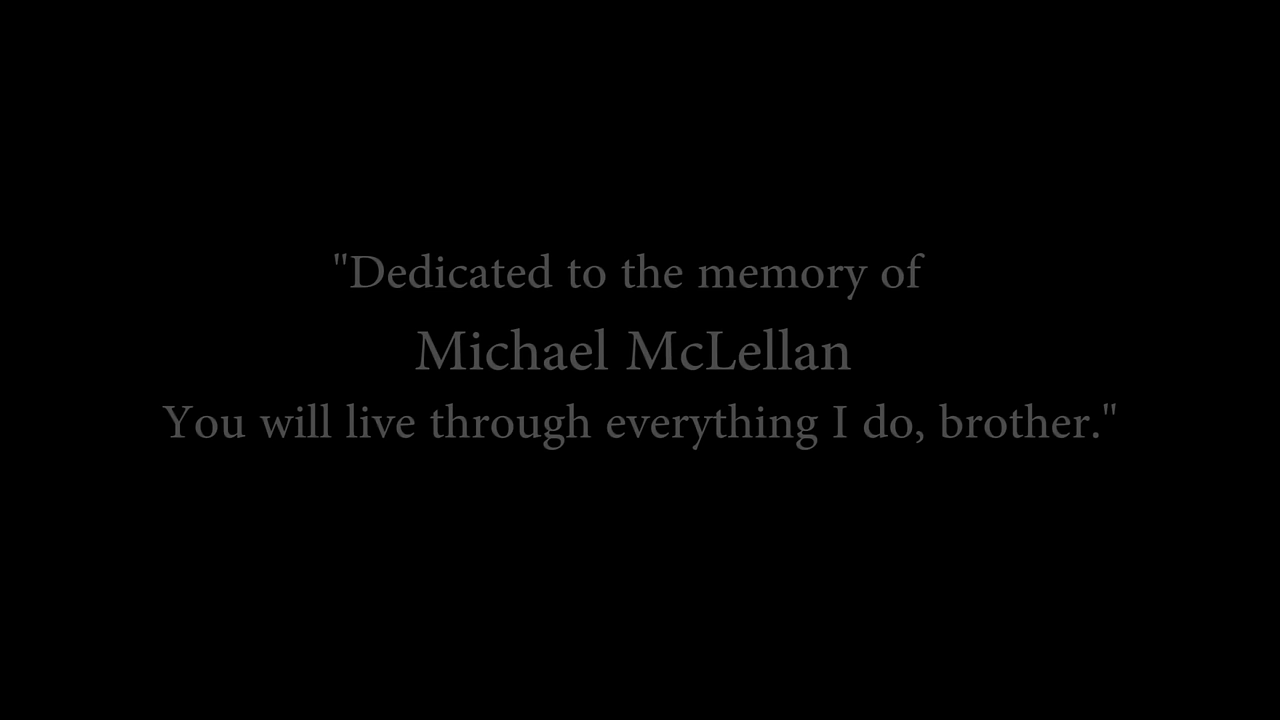 "Dedicated to the memory of
Michael McLellan
You will live through everything I do, brother."